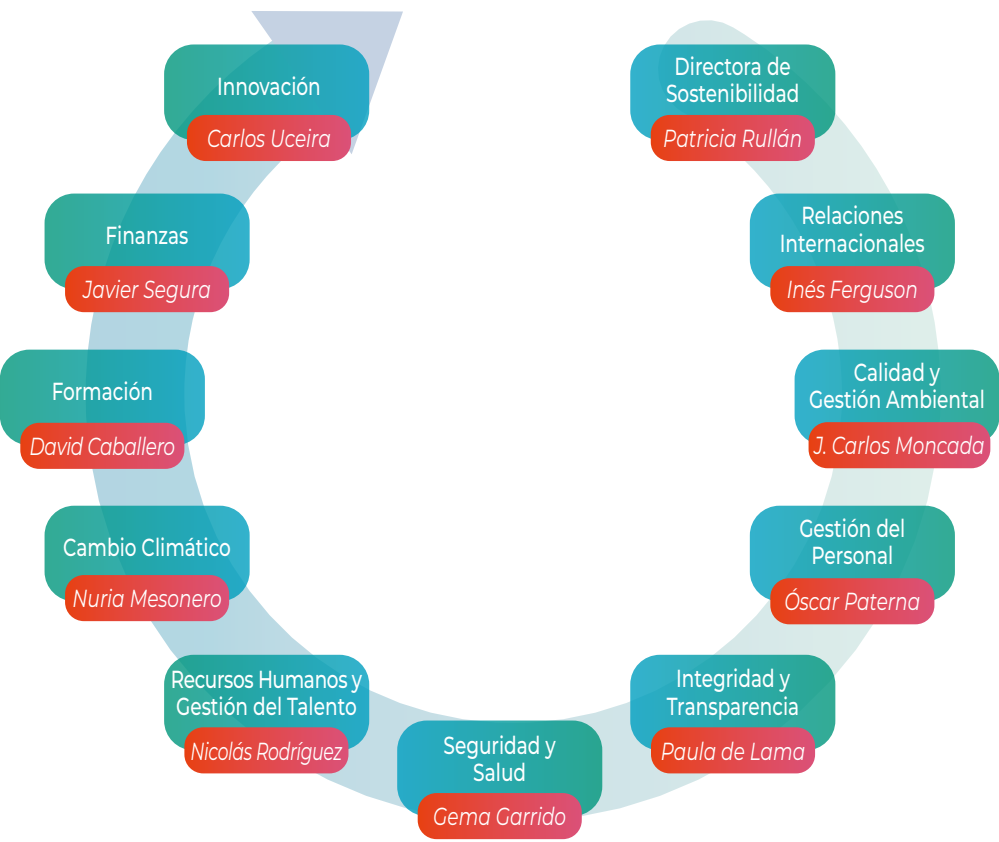 Directora de
Sostenibilidad
Patricia Rullán
Relaciones
Internacionales
Inés Ferguson
Calidad y
Gestión Ambiental
J. Carlos Moncada
Gestión del
Personal
Óscar Paterna
Integridad y
Transparencia
Paula de Lama
Seguridad y
Salud
Gema Garrido
Recursos Humanos y
Gestión del Talento
Nicolás Rodríguez
Cambio Climático
Nuria Mesonero
Formación
David Caballero
Finanzas
Javier Segura
Innovación
Carlos Uceira